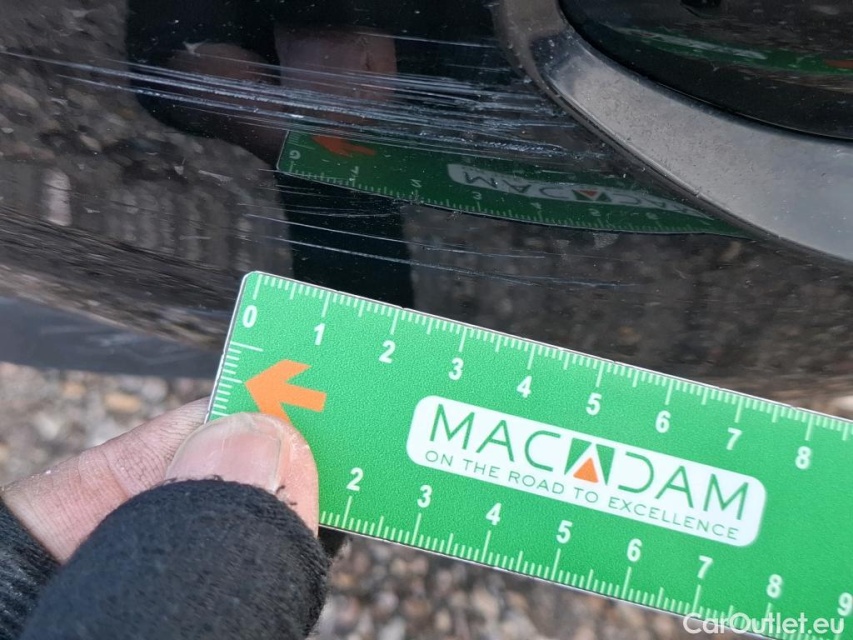 MACADAM
0 1 2 3 4 5 6 7 8
MACADAM
ON THE ROAD TO EXCELLENCE
2 3 4 5 6 7 8 9
CarOutlet.eu